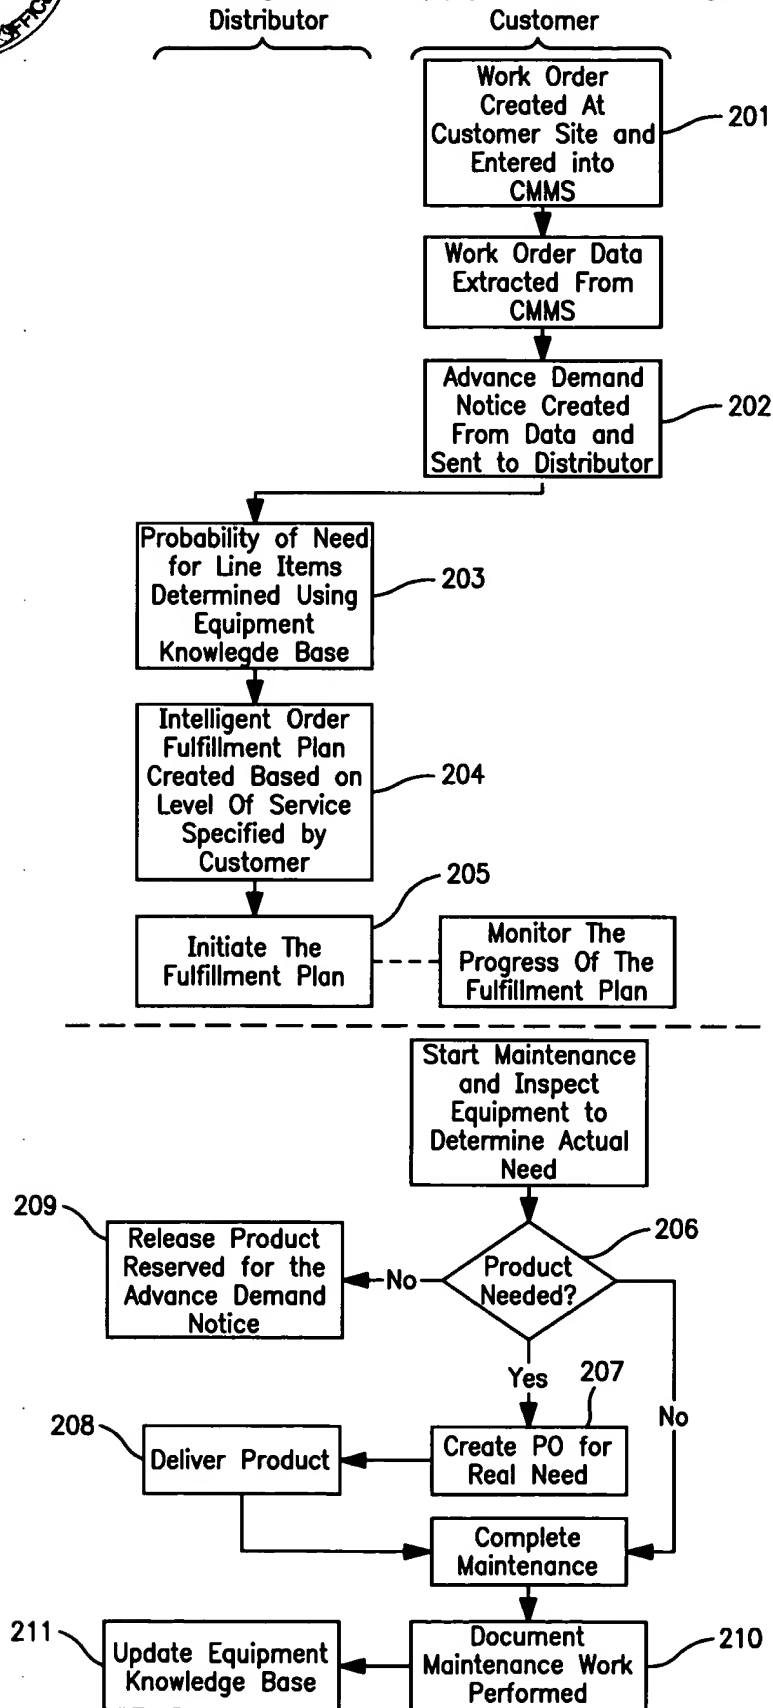 Distributor
Customer
Work Order
Created At
Customer Site and
Entered into
CMMS
201
Work Order Data
Extracted From
CMMS
Advance Demand
Notice Created
From Data and
Sent to Distributor
202
Probability of Need
for Line Items
Determined Using
Equipment
Knowlegde Base
203
Intelligent Order
Fulfillment Plan
Created Based on
Level Of Service
Specified by
Customer
204
205
Initiate The
Fulfillment Plan
Monitor The
Progress Of The
Fulfillment Plan
Start Maintenance
and Inspect
Equipment to
Determine Actual
Need
209
Release Product
Reserved for the
Advance Demand
Notice
No
206
Product
Needed?
Yes
207
No
208
Deliver Product
Create PO for
Real Need
Complete
Maintenance
211
Update Equipment
Knowledge Base
Document
Maintenance Work
Performed
210